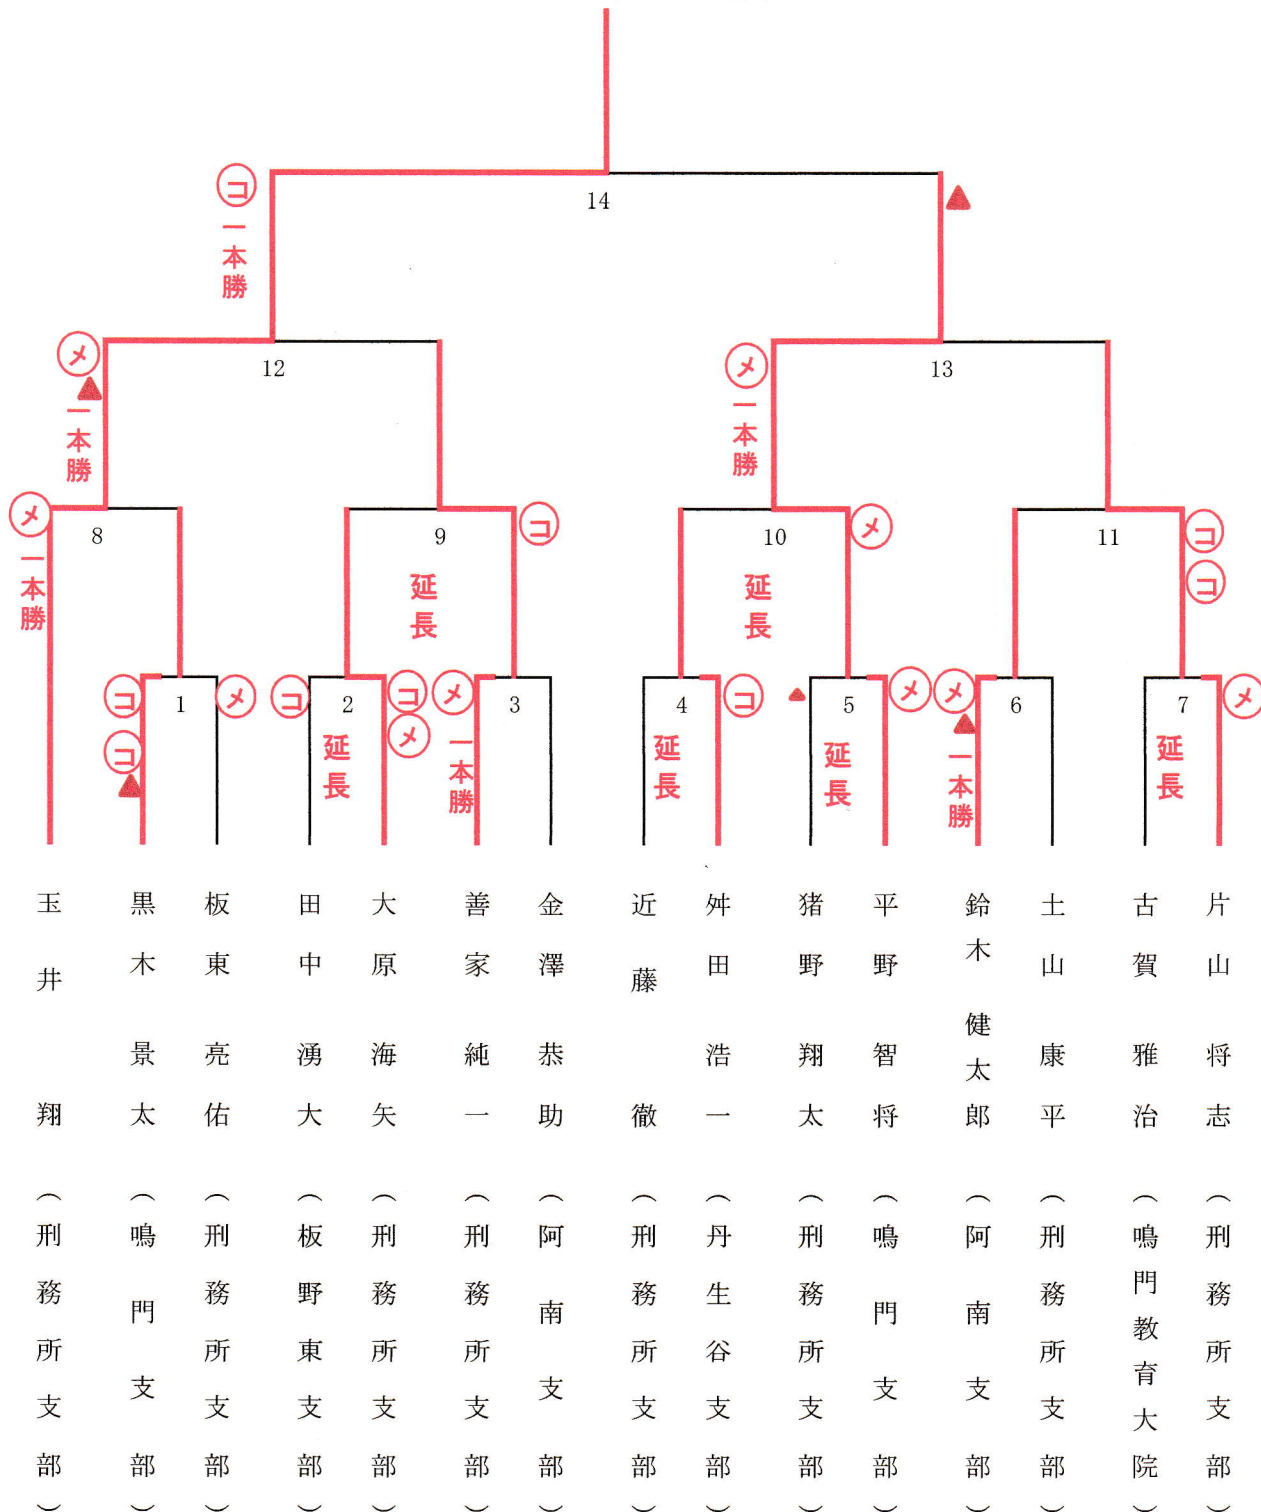 コ
一本勝
14
メ
一本勝
12
メ
一本勝
13
メ
一本勝
8
9
コ
延長
10
メ
延長
11
コ
コ
コ
コ
1
メ
コ
2
延長
コ
メ
メ
一本勝
3
4
延長
コ
5
延長
メ
メ
一本勝
6
7
延長
メ
玉井 翔（刑務所支部）
黒木景太（鳴門支部）
板東亮佑（刑務所支部）
田中湧大（板野東支部）
大原海矢（刑務所支部）
善家純一（刑務所支部）
金澤恭助（阿南支部）
近藤 徹（刑務所支部）
舛田浩一（丹生谷支部）
猪野翔太（刑務所支部）
平野智将（鳴門支部）
鈴木健太郎（阿南支部）
土山康平（刑務所支部）
古賀雅治（鳴門教育大院）
片山将志（刑務所支部）